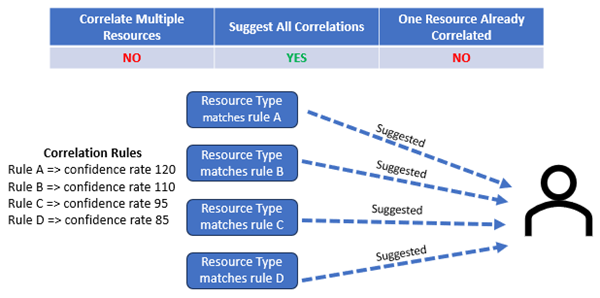 Correlate Multiple
Resources
Suggest All Correlations
One Resource Already
Correlated
NO
YES
NO
Resource Type
matches rule A
Suggested
Correlation Rules
Rule A => confidence rate 120
Rule B => confidence rate 110
Rule C => confidence rate 95
Rule D => confidence rate 85
Resource Type
matches rule B
Suggested
Resource Type
matches rule C
Suggested
Resource Type
matches rule D
Suggested